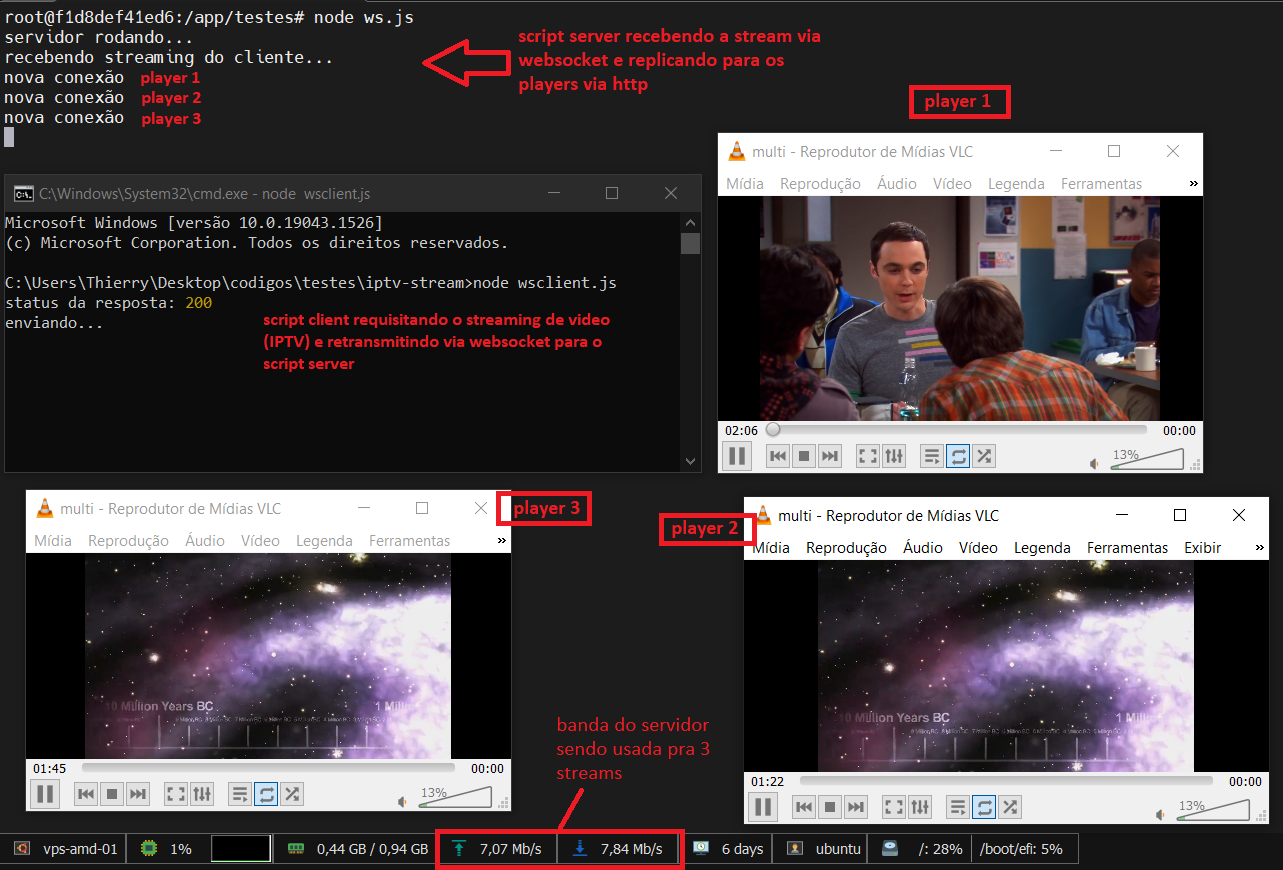 root@f1d8def41ed6:/app/testes# node ws.js
servidor rodando...
recebendo streaming do cliente...
nova conexão player 1
nova conexão player 2
nova conexão player 3
script server recebendo a stream via
websocket e replicando para os
players via http
player 1
multi - Reprodutor de Mídias VLC
Mídia Reprodução Áudio Vídeo Legenda Ferramentas »
02:06 00:00
13%
C:\Windows\System32\cmd.exe - node wsclient.js
Microsoft Windows [versão 10.0.19043.1526]
(c) Microsoft Corporation. Todos os direitos reservados.
C:\Users\Thierry\Desktop\codigos\testes\iptv-stream>node wsclient.js
status da resposta: 200
enviando...
script client requisitando o streaming de video
(IPTV) e retransmitindo via websocket para o
script server
multi - Reprodutor de Mídias VLC
player 3
Mídia Reprodução Áudio Vídeo Legenda Ferramentas »
10 Million Years BC 1 Mill
01:45 00:00
13%
player 2
multi - Reprodutor de Mídias VLC
Mídia Reprodução Áudio Vídeo Legenda Ferramentas Exibir »
10 Million Years BC 1 Mill
01:22 00:00
13%
banda do servidor
sendo usada pra 3
streams
vps-amd-01 1% 0,44 GB / 0,94 GB 7,07 Mb/s 7,84 Mb/s 6 days ubuntu /: 28% /boot/efi: 5%